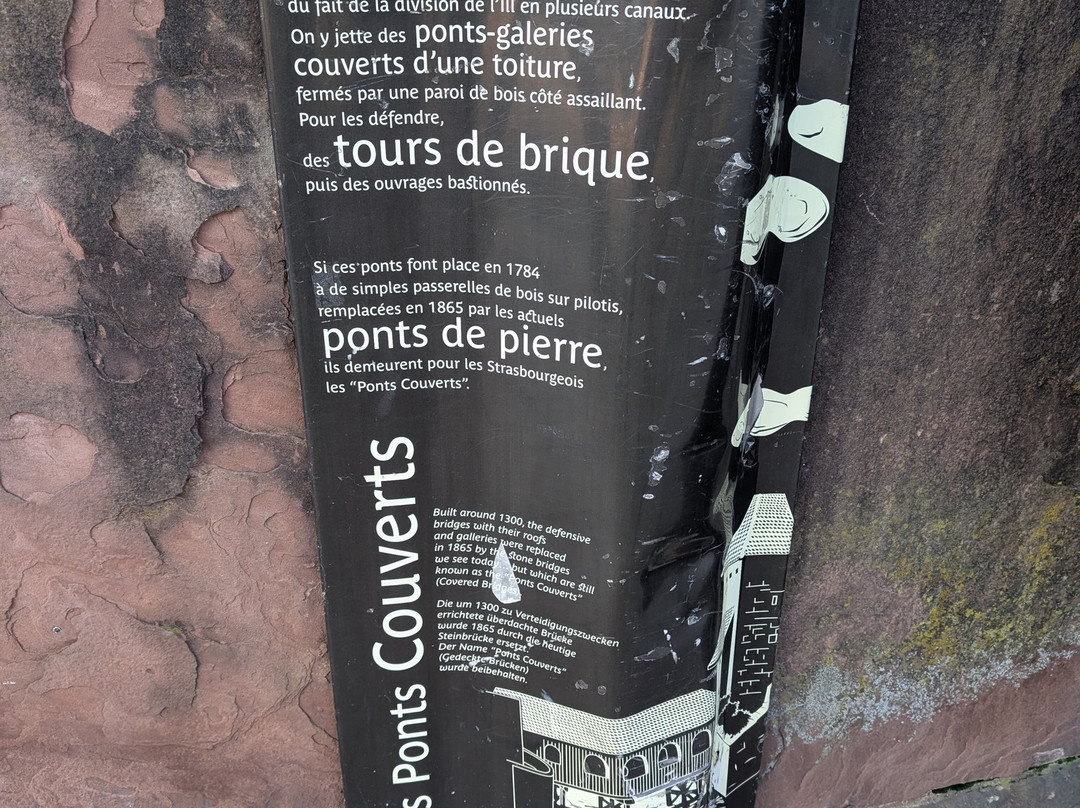 du fait de la division de l'Ill en plusieurs canaux.
On y jette des ponts-galeries
couverts d'une toiture,
fermés par une paroi de bois côté assaillant.
Pour les défendre,
des tours de brique,
puis des ouvrages bastionnés.
Si ces ponts font place en 1784
à de simples passerelles de bois sur pilotis,
remplacées en 1865 par les actuels
ponts de pierre,
ils demeurent pour les Strasbourgeois
les "Ponts Couverts".
s Ponts Couverts
Built around 1300, the defensive
bridges with their roofs
and galleries were replaced
in 1865 by the stone bridges
we see today but which are still
known as the "Ponts Couverts"
(Covered Bridges)
Die um 1300 zu Verteidigungszwecken
errichtete überdachte Brücke
wurde 1865 durch die heutige
Steinbrücke ersetzt.
Der Name "Ponts Couverts"
(Gedeckte Brücken)
wurde beibehalten.